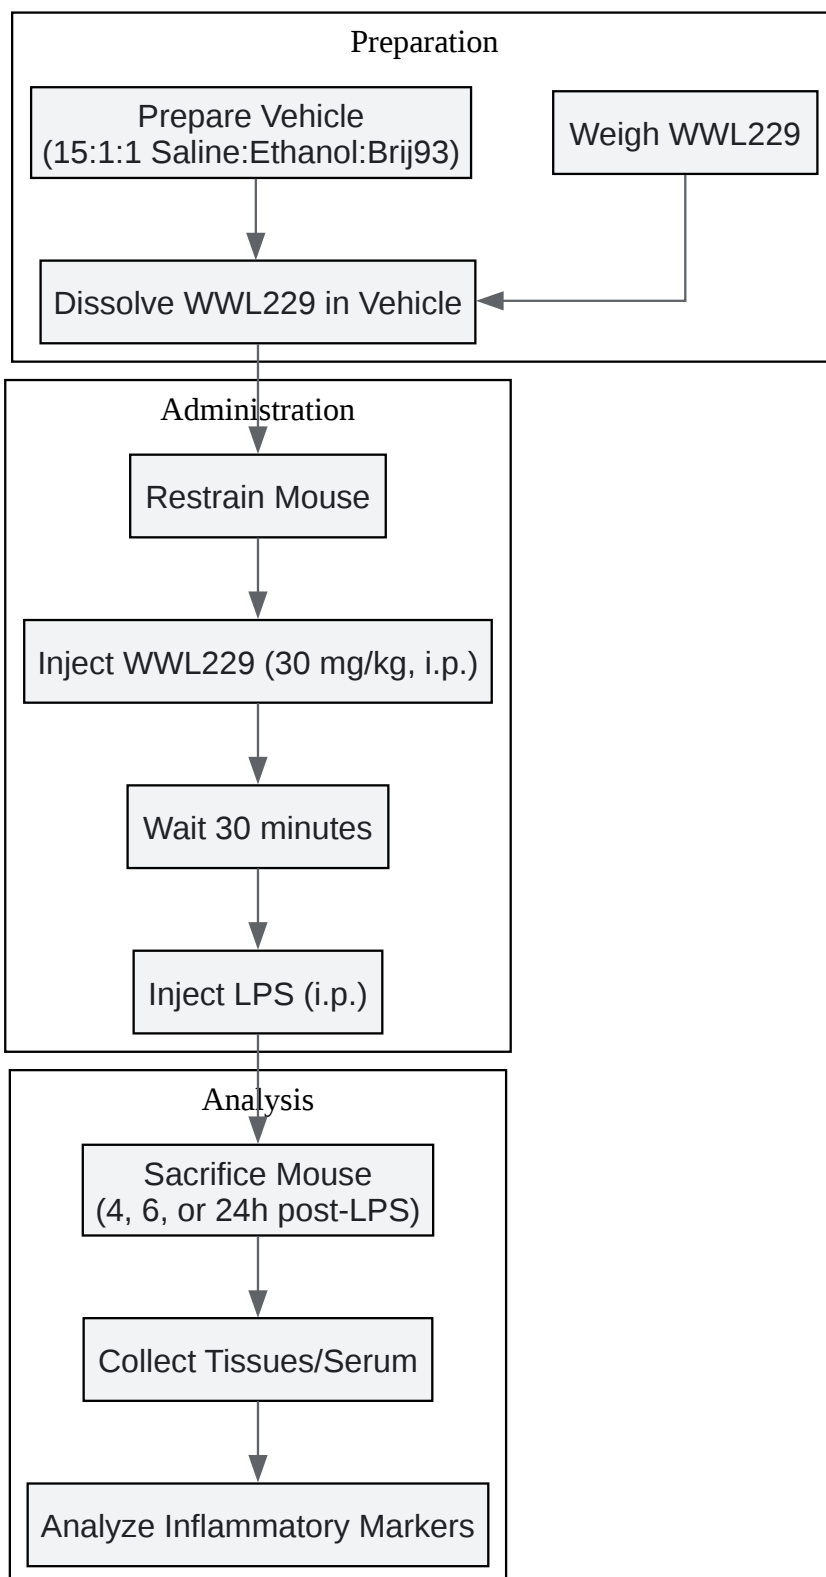 Preparation
Prepare Vehicle
(15:1:1 Saline:Ethanol:Brij93)
Weigh WWL229
Dissolve WWL229 in Vehicle
Administration
Restrain Mouse
Inject WWL229 (30 mg/kg, i.p.)
Wait 30 minutes
Inject LPS (i.p.)
Analysis
Sacrifice Mouse
(4, 6, or 24h post-LPS)
Collect Tissues/Serum
Analyze Inflammatory Markers